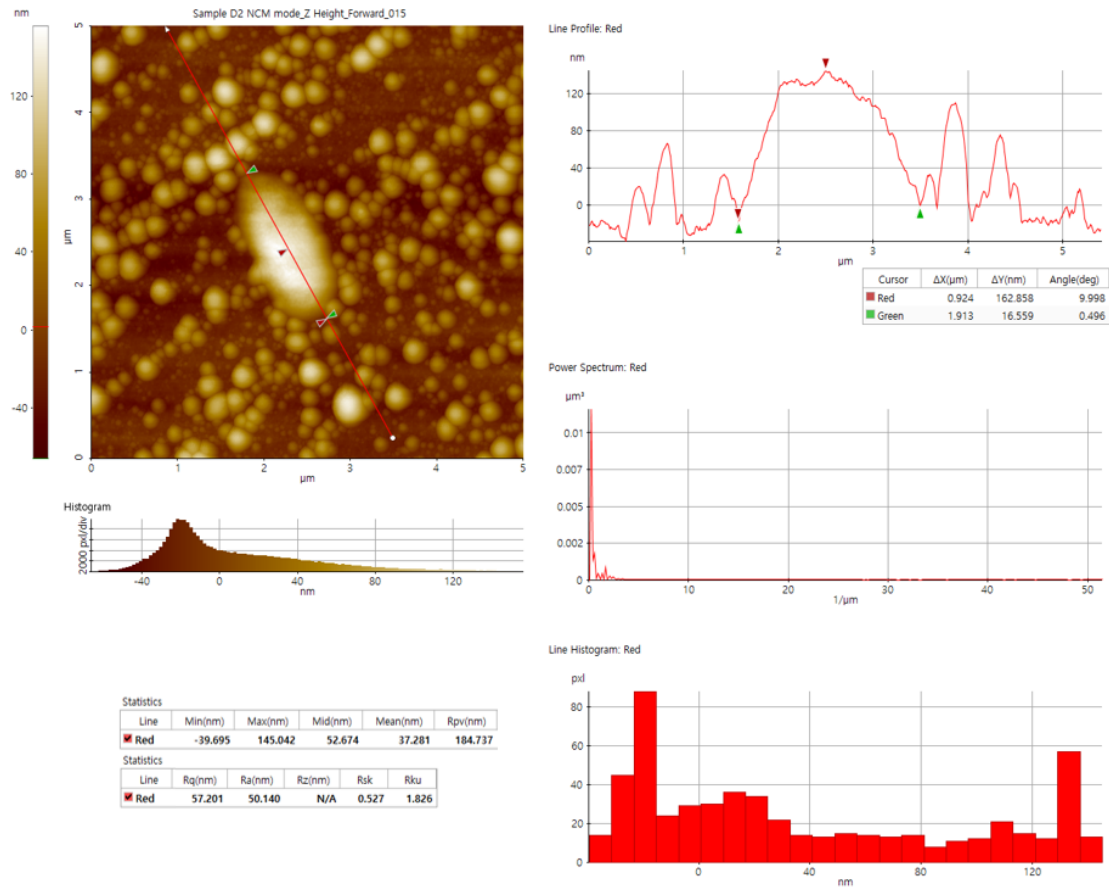 nm
Sample D2 NCM mode_Z Height_Forward_015
120
80
40
0
-40
5
4
3
2
1
0
µm
0 1 2 3 4 5
µm
Histogram
2000 pxl/div
-40 0 40 80 120
nm
Statistics
Line Min(nm) Max(nm) Mid(nm) Mean(nm) Rpv(nm)
Red -39.695 145.042 52.674 37.281 184.737
Statistics
Line Rq(nm) Ra(nm) Rz(nm) Rsk Rku
Red 57.201 50.140 N/A 0.527 1.826
Line Profile: Red
nm
120
80
40
0
0 1 2 3 4 5
µm
Cursor ΔX(µm) ΔY(nm) Angle(deg)
Red 0.924 162.858 9.998
Green 1.913 16.559 0.496
Power Spectrum: Red
µm³
0.01
0.007
0.005
0.002
0 10 20 30 40 50
1/µm
Line Histogram: Red
pxl
80
60
40
20
0
0 40 80 120
nm